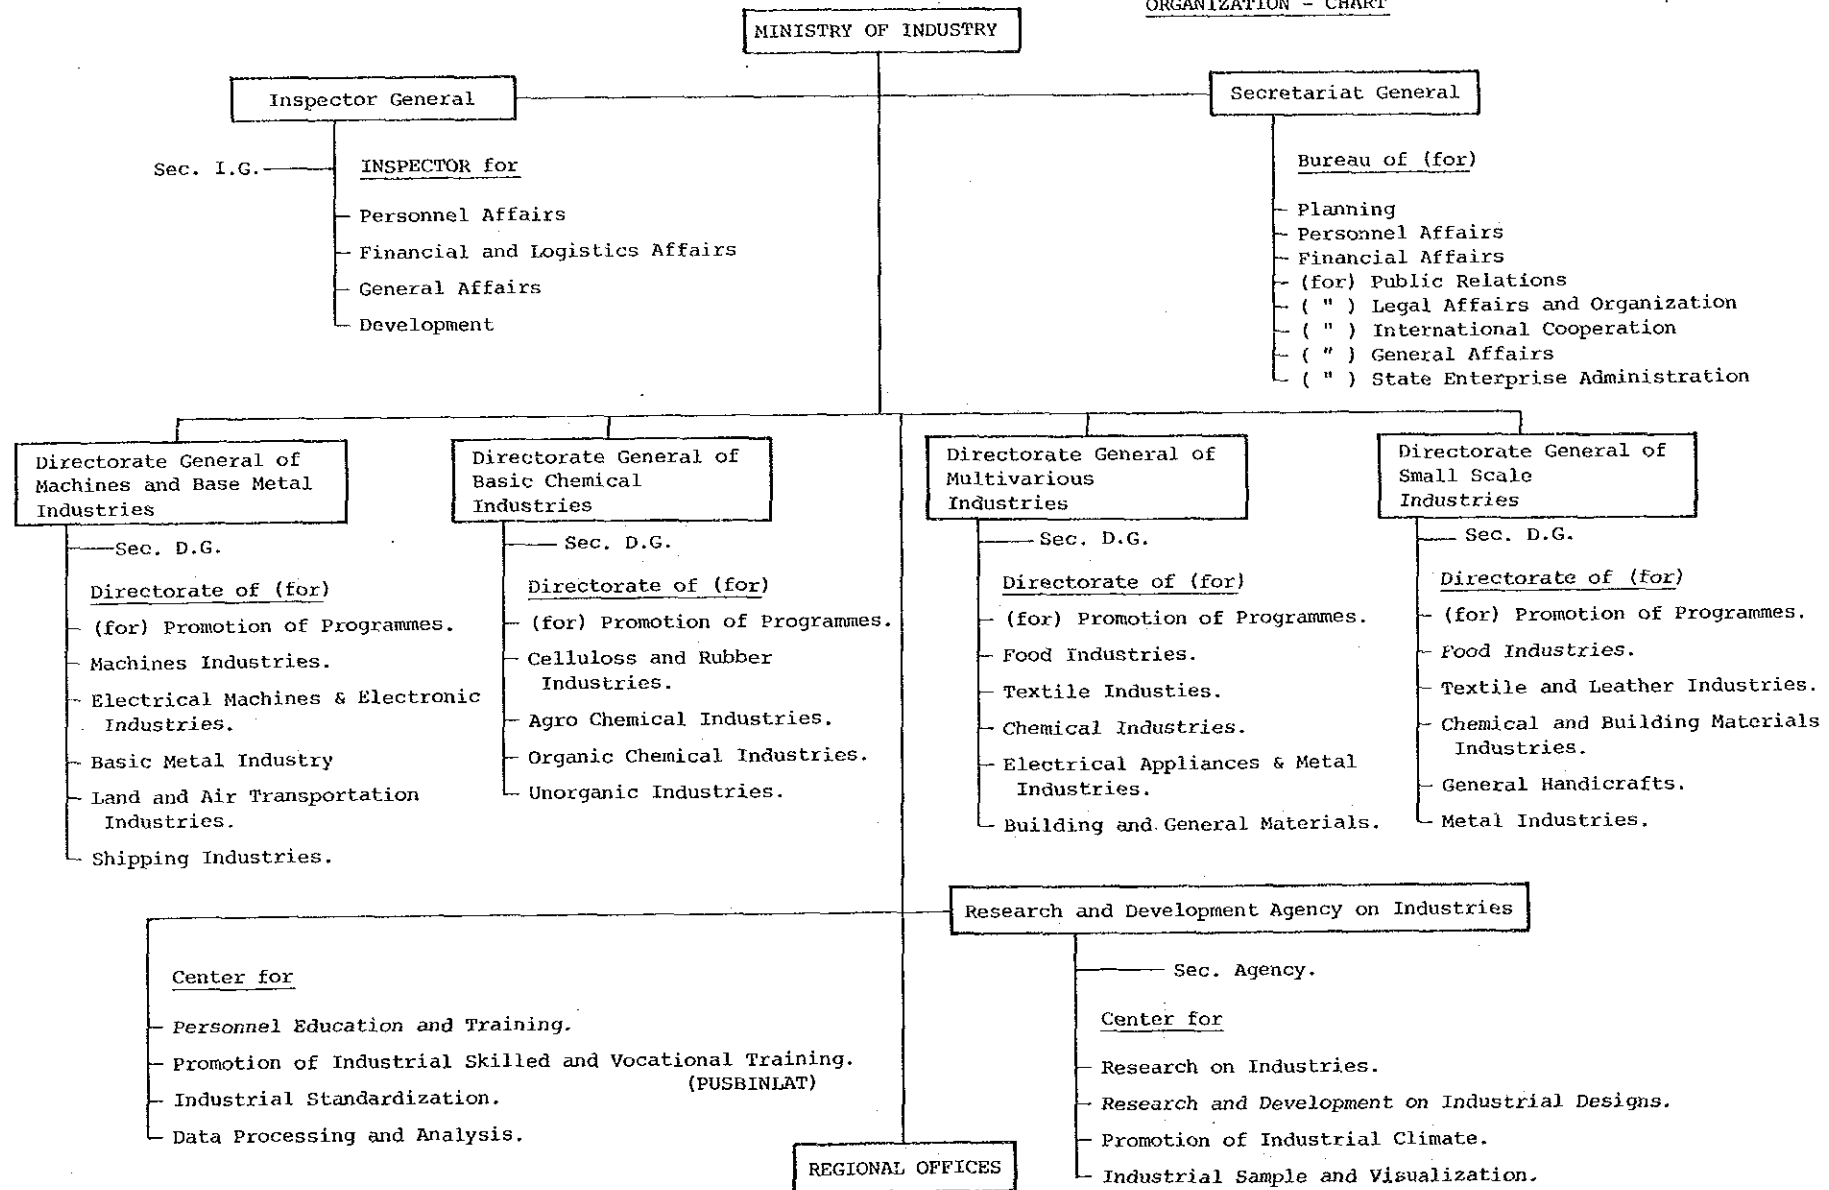 ORGANIZATION - CHART
MINISTRY OF INDUSTRY
Inspector General
Secretariat General
Sec. I.G.
INSPECTOR for
Personnel Affairs
Financial and Logistics Affairs
General Affairs
Development
Bureau of (for)
Planning
Personnel Affairs
Financial Affairs
(for) Public Relations
( " ) Legal Affairs and Organization
( " ) International Cooperation
( " ) General Affairs
( " ) State Enterprise Administration
Directorate General of
Machines and Base Metal
Industries
Sec. D.G.
Directorate of (for)
(for) Promotion of Programmes.
Machines Industries.
Electrical Machines & Electronic
Industries.
Basic Metal Industry
Land and Air Transportation
Industries.
Shipping Industries.
Directorate General of
Basic Chemical
Industries
Sec. D.G.
Directorate of (for)
(for) Promotion of Programmes.
Celluloss and Rubber
Industries.
Agro Chemical Industries.
Organic Chemical Industries.
Unorganic Industries.
Directorate General of
Multivarious
Industries
Sec. D.G.
Directorate of (for)
(for) Promotion of Programmes.
Food Industries.
Textile Industies.
Chemical Industries.
Electrical Appliances & Metal
Industries.
Building and General Materials.
Directorate General of
Small Scale
Industries
Sec. D.G.
Directorate of (for)
(for) Promotion of Programmes.
Food Industries.
Textile and Leather Industries.
Chemical and Building Materials
Industries.
General Handicrafts.
Metal Industries.
Research and Development Agency on Industries
Center for
Personnel Education and Training.
Promotion of Industrial Skilled and Vocational Training.
(PUSBINLAT)
Industrial Standardization.
Data Processing and Analysis.
Sec. Agency.
Center for
Research on Industries.
Research and Development on Industrial Designs.
Promotion of Industrial Climate.
Industrial Sample and Visualization.
REGIONAL OFFICES